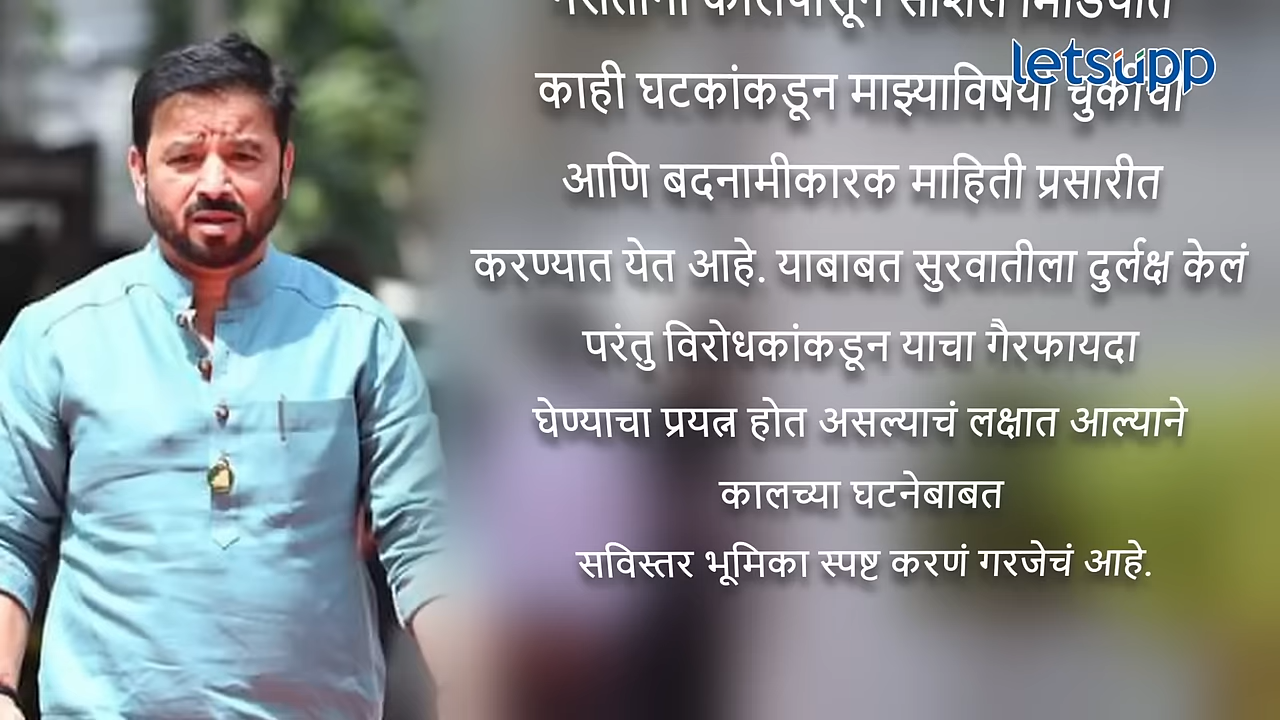 letsupp
काही घटकांकडून माझ्याविषयी चुकीची
आणि बदनामीकारक माहिती प्रसारीत
करण्यात येत आहे. याबाबत सुरवातीला दुर्लक्ष केलं
परंतु विरोधकांकडून याचा गैरफायदा
घेण्याचा प्रयत्न होत असल्याचं लक्षात आल्याने
कालच्या घटनेबाबत
सविस्तर भूमिका स्पष्ट करणं गरजेचं आहे.